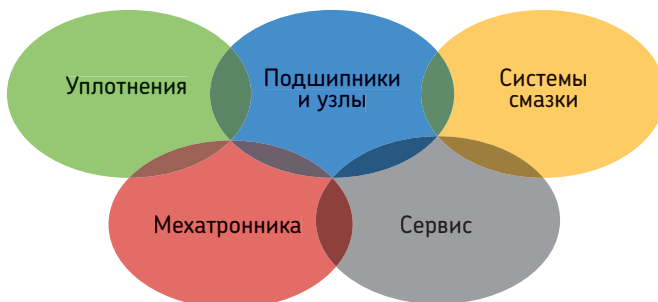 Уплотнения
Подшипники
и узлы
Системы
смазки
Мехатронника
Сервис